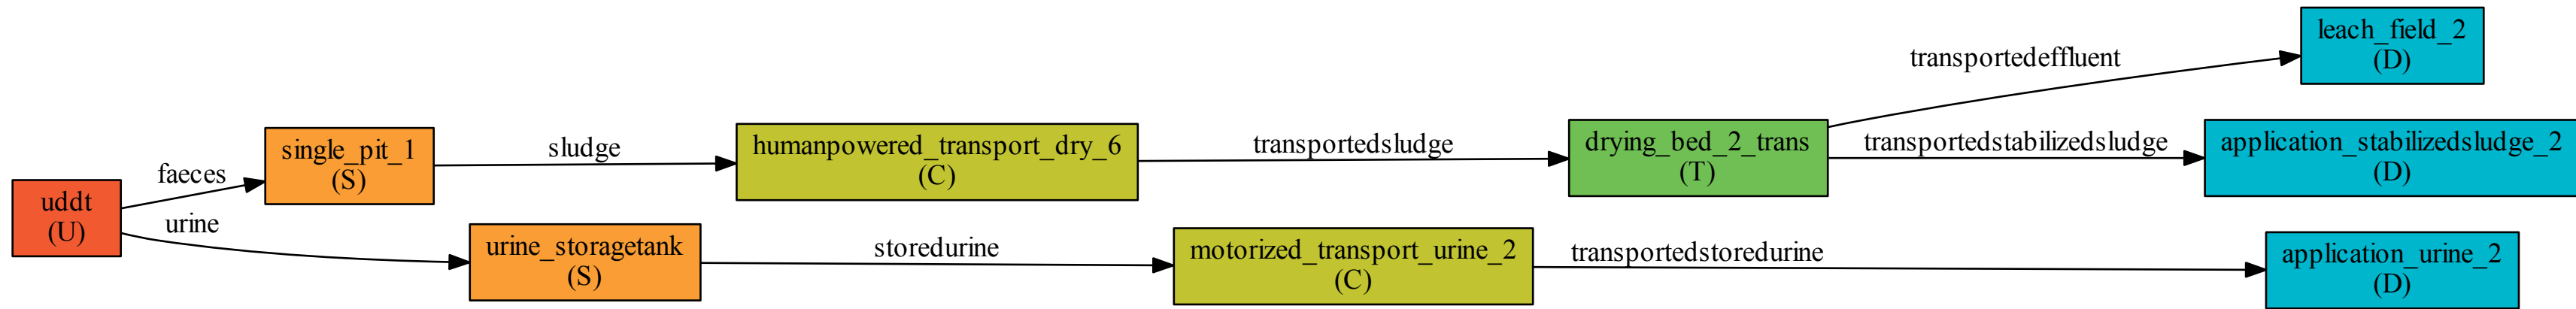 uddt
(U)
faeces
urine
single_pit_1
(S)
sludge
humanpowered_transport_dry_6
(C)
transportedsludge
drying_bed_2_trans
(T)
transportedeffluent
leach_field_2
(D)
transportedstabilizedsludge
application_stabilizedsludge_2
(D)
urine_storagetank
(S)
storedurine
motorized_transport_urine_2
(C)
transportedstoredurine
application_urine_2
(D)